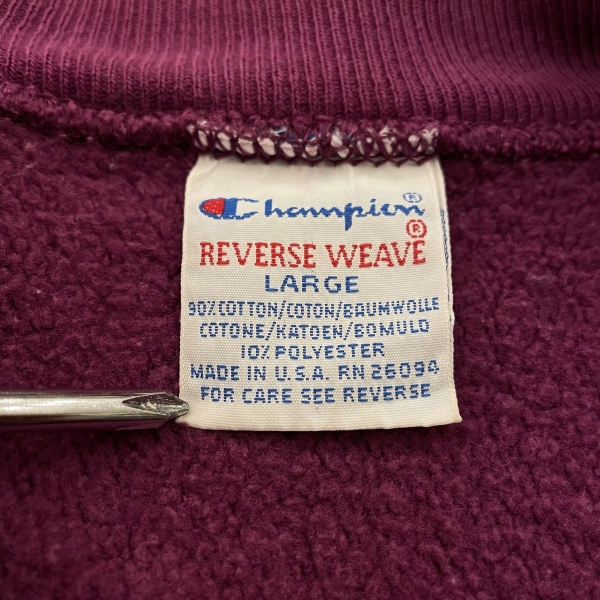 Champion®
REVERSE WEAVE®
LARGE
90% COTTON/COTON/BAUMWOLLE
COTONE/KATOEN/BOMULD
10% POLYESTER
MADE IN U.S.A. RN 26094
FOR CARE SEE REVERSE